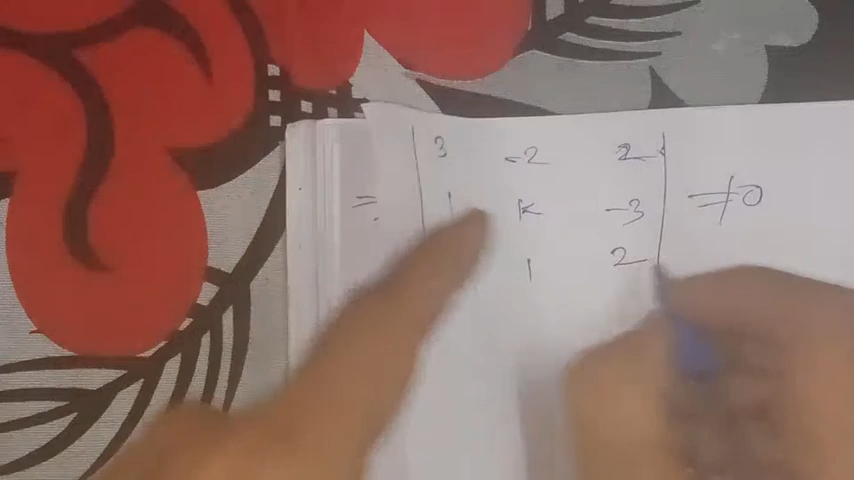 3 -2 2
= 1 k -3 ≠0
1 2